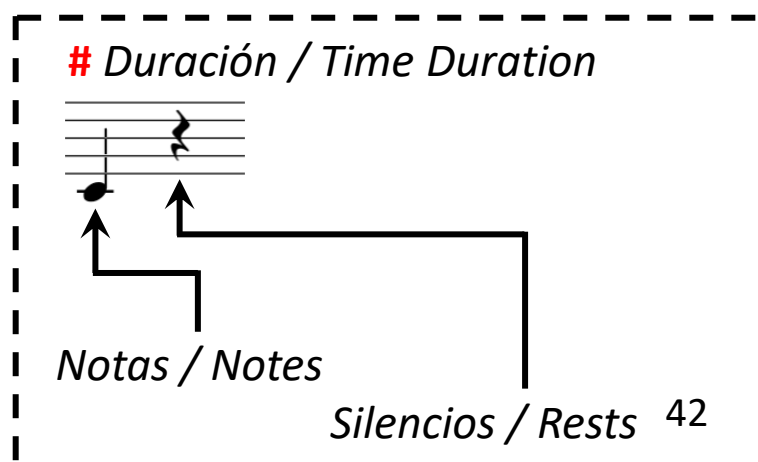 # Duración / Time Duration
Notas / Notes
Silencios / Rests 42